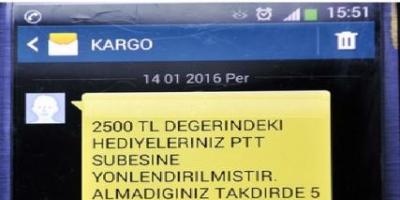 15:51
KARGO
14 01 2016 Per
2500 TL DEGERINDEKI
HEDIYELERINIZ PTT
SUBESINE
YONLENDIRILMISTIR.
ALMADIGINIZ TAKDIRDE 5